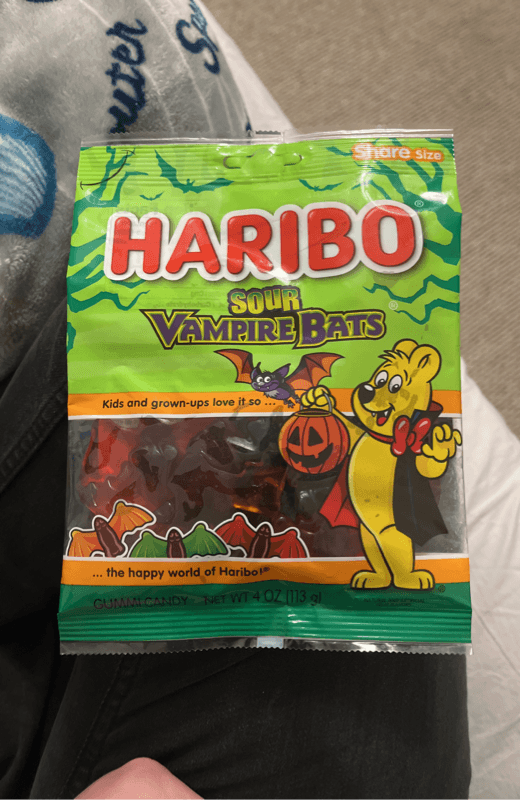 Share Size
HARIBO®
SOUR
VAMPIRE BATS®
Kids and grown-ups love it so ...
... the happy world of Haribo!®
GUMMI CANDY NET WT 4 OZ (113 g)